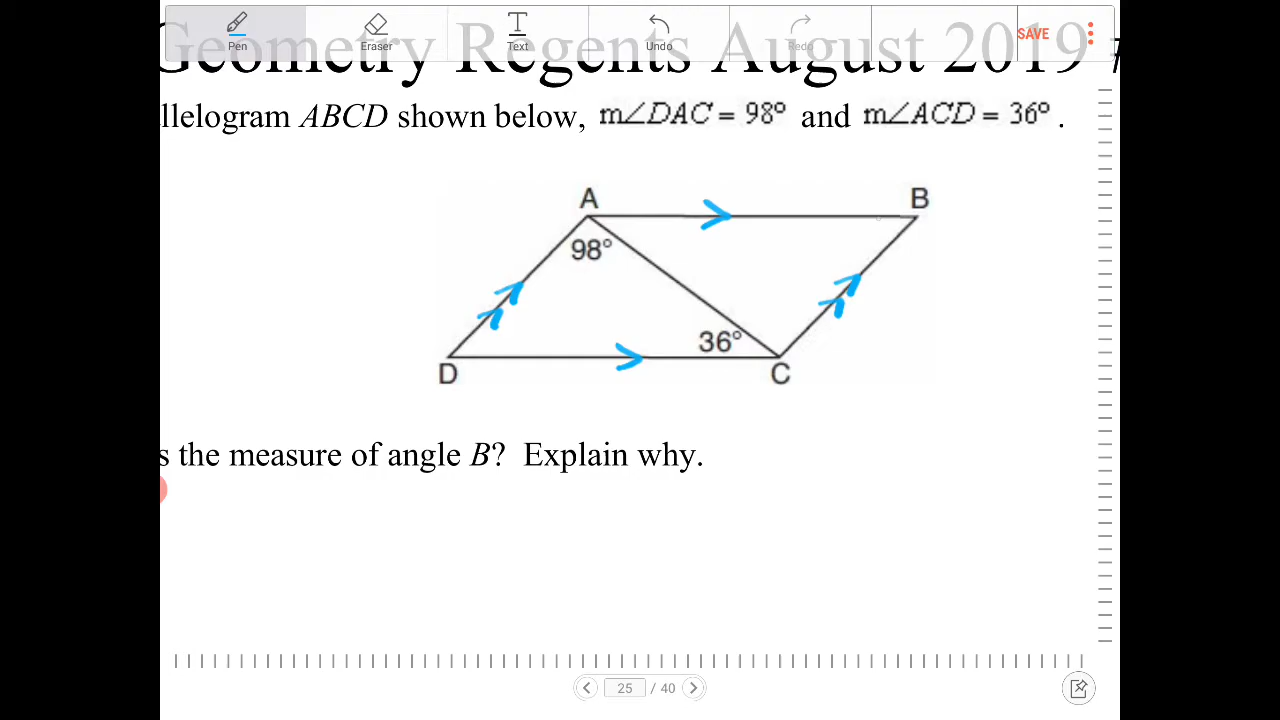 Pen Eraser Text Undo Redo SAVE
Geometry Regents August 2019 #
llelogram ABCD shown below, m∠DAC = 98° and m∠ACD = 36° .
A B
98°
36°
D C
s the measure of angle B? Explain why.
25 / 40